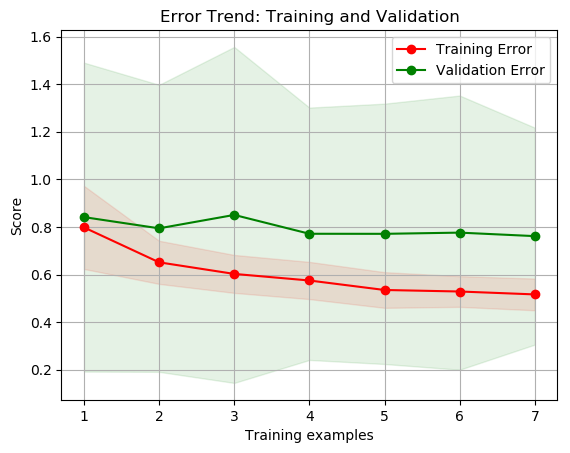 Error Trend: Training and Validation
Training Error
Validation Error
Score
1.6
1.4
1.2
1.0
0.8
0.6
0.4
0.2
1 2 3 4 5 6 7
Training examples